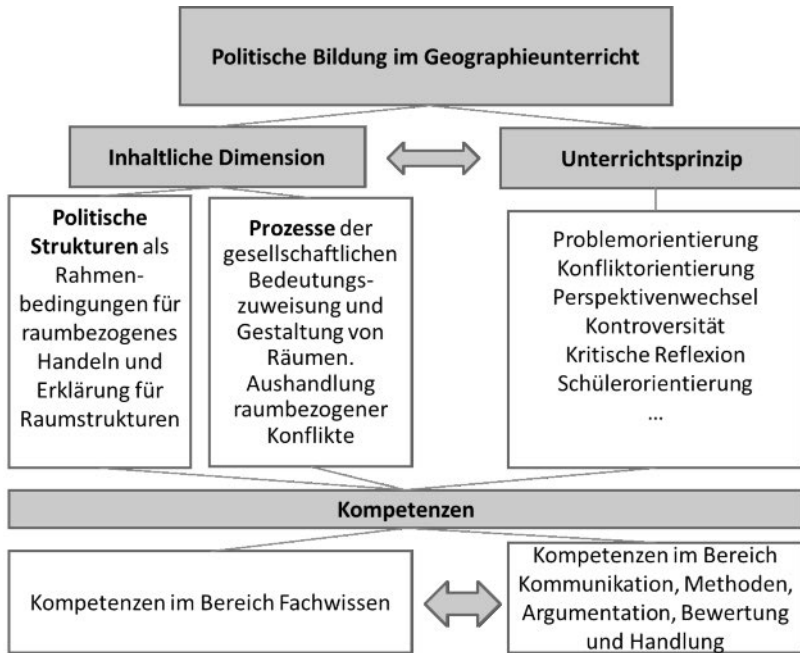 Politische Bildung im Geographieunterricht
Inhaltliche Dimension
Unterrichtsprinzip
Politische
Strukturen als
Rahmen-
bedingungen für
raumbezogenes
Handeln und
Erklärung für
Raumstrukturen
Prozesse der
gesellschaftlichen
Bedeutungs-
zuweisung und
Gestaltung von
Räumen.
Aushandlung
raumbezogener
Konflikte
Problemorientierung
Konfliktorientierung
Perspektivenwechsel
Kontroversität
Kritische Reflexion
Schülerorientierung
...
Kompetenzen
Kompetenzen im Bereich Fachwissen
Kompetenzen im Bereich
Kommunikation, Methoden,
Argumentation, Bewertung
und Handlung